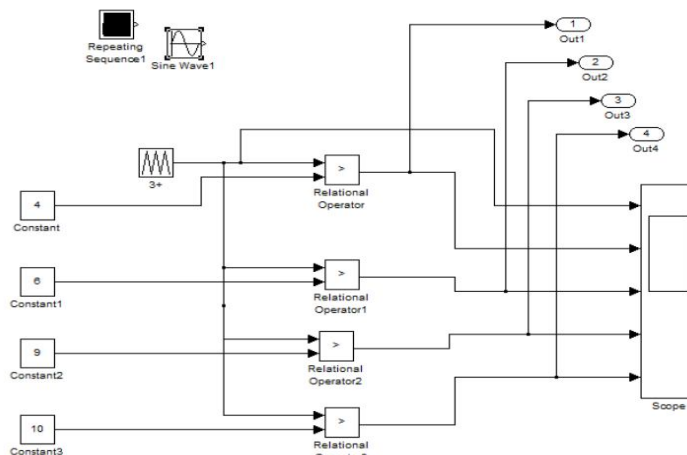 Repeating
Sequence1
Sine Wave1
1
Out1
2
Out2
3
Out3
4
Out4
3+
>
Relational
Operator
4
Constant
6
Constant1
>
Relational
Operator1
9
Constant2
>
Relational
Operator2
10
Constant3
>
Relational
Scope